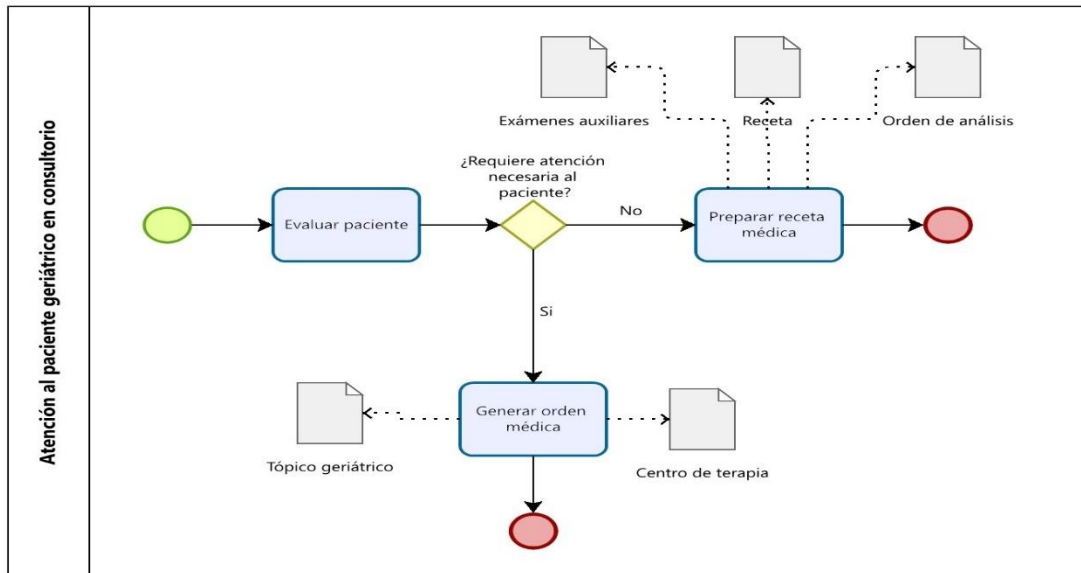 Atención al paciente geriátrico en consultorio
Exámenes auxiliares
Receta
Orden de análisis
¿Requiere atención
necesaria al
paciente?
Evaluar paciente
No
Preparar receta
médica
Si
Generar orden
médica
Tópico geriátrico
Centro de terapia